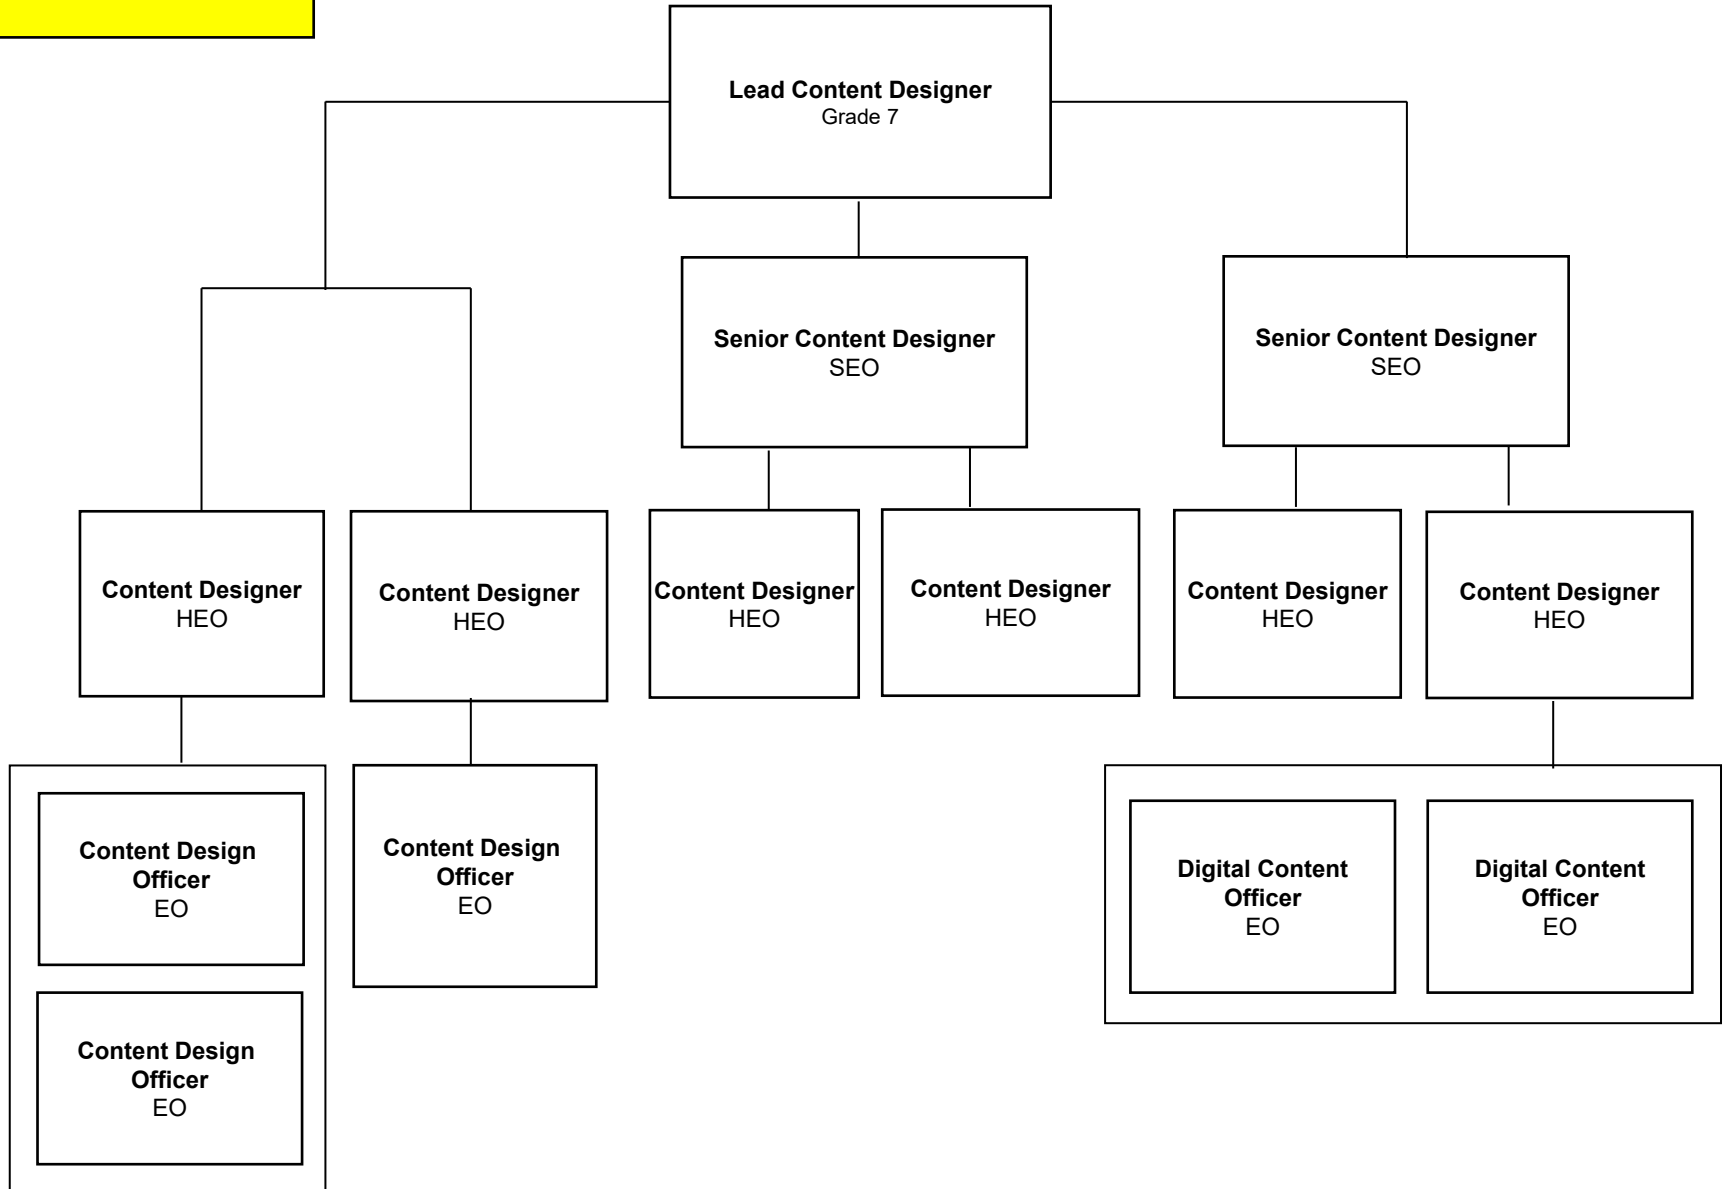 Lead Content Designer
Grade 7
Senior Content Designer
SEO
Senior Content Designer
SEO
Content Designer
HEO
Content Designer
HEO
Content Designer
HEO
Content Designer
HEO
Content Designer
HEO
Content Designer
HEO
Content Design
Officer
EO
Content Design
Officer
EO
Digital Content
Officer
EO
Digital Content
Officer
EO
Content Design
Officer
EO